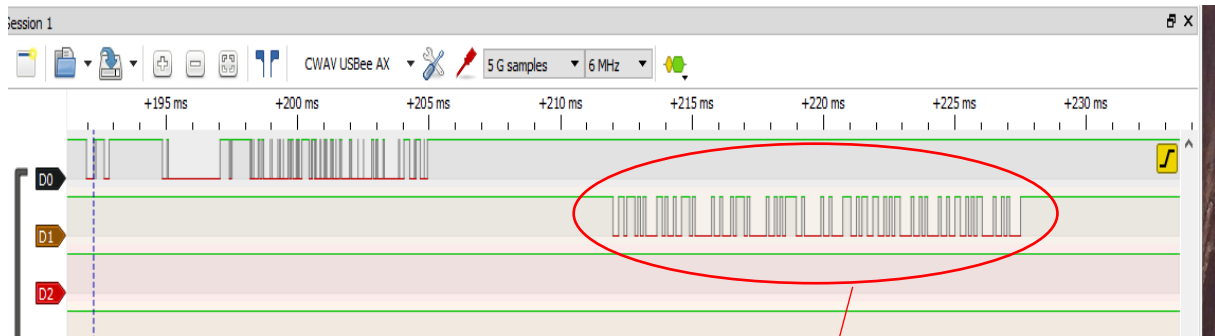 Session 1
CWAV USBee AX 5 G samples 6 MHz
+195 ms +200 ms +205 ms +210 ms +215 ms +220 ms +225 ms +230 ms
D0
D1
D2